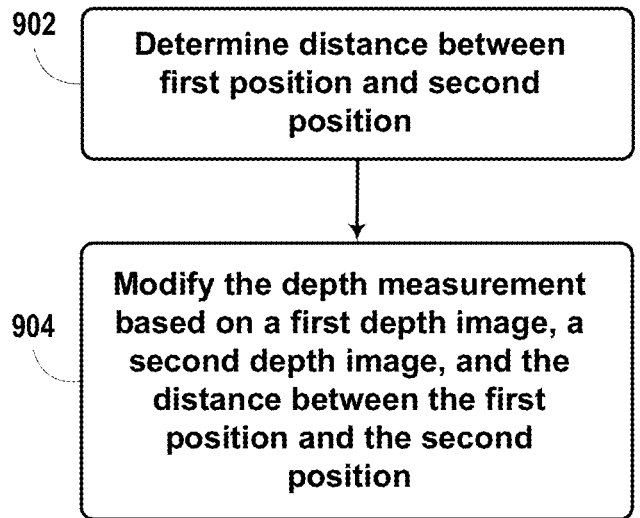 902
Determine distance between
first position and second
position
904
Modify the depth measurement
based on a first depth image, a
second depth image, and the
distance between the first
position and the second
position